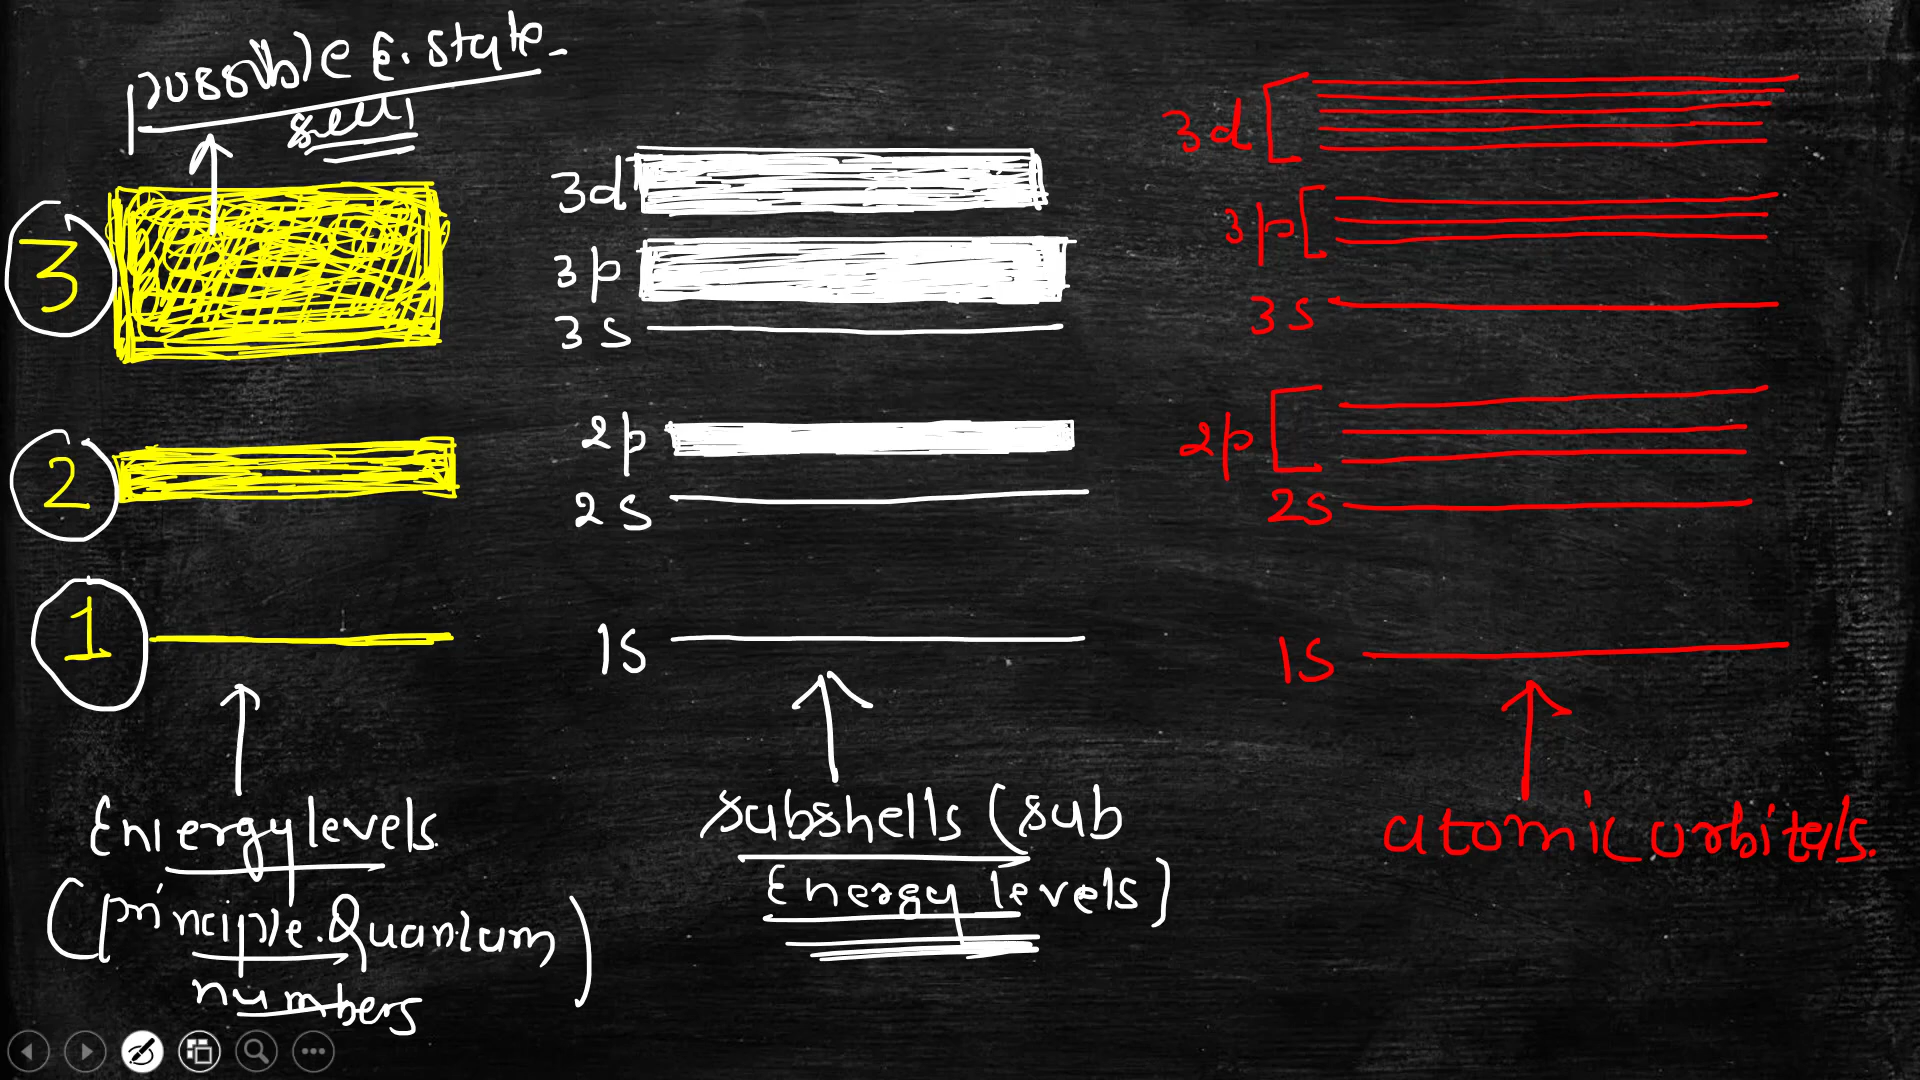 possible E. state
3
2
1
Energy levels
(principle. Quantum
numbers)
3d
3p
3s
2p
2s
1s
subshells (sub
Energy levels)
3d
3p
3s
2p
2s
1s
atomic orbitals.